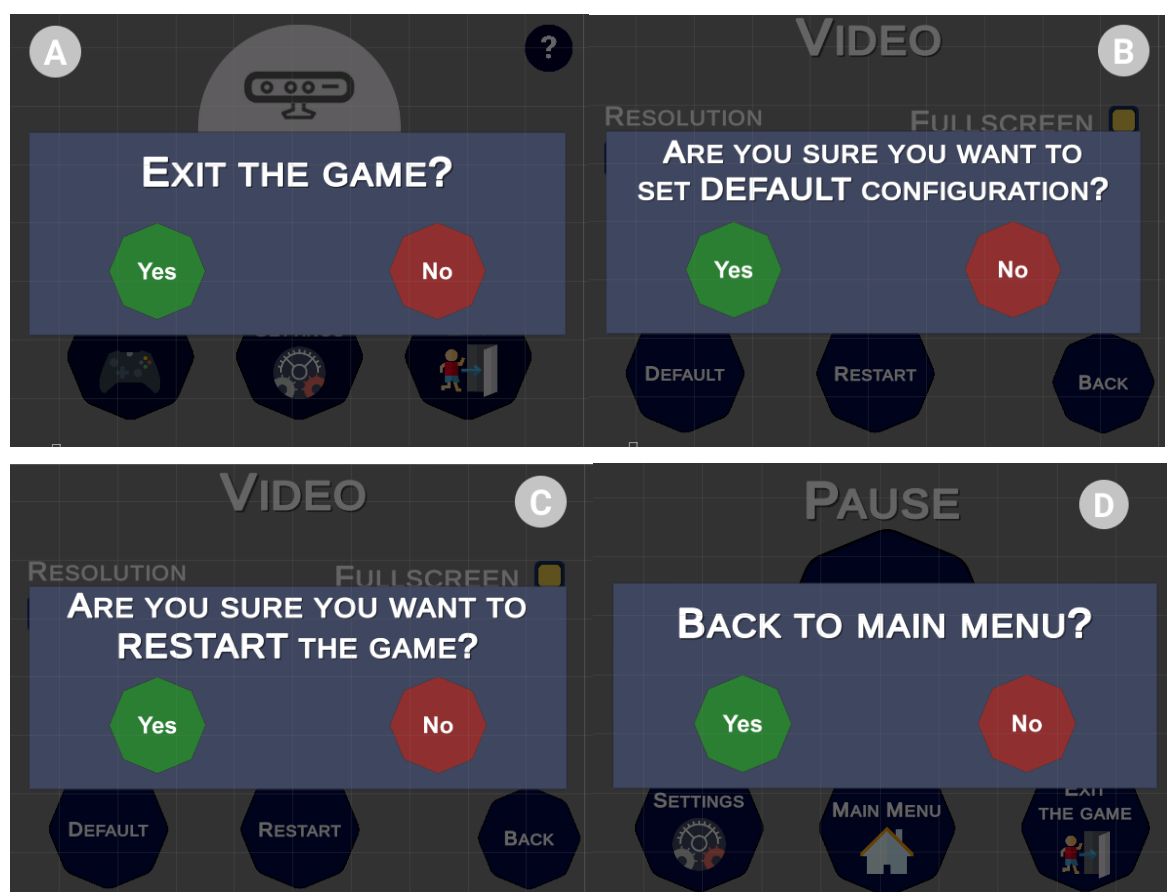 A
?
Exit the game?
Yes
No
B
Video
Resolution
Fullscreen
Are you sure you want to
set DEFAULT configuration?
Yes
No
Default
Restart
Back
C
Video
Resolution
Fullscreen
Are you sure you want to
RESTART the game?
Yes
No
Default
Restart
Back
D
Pause
Back to main menu?
Yes
No
Settings
Main Menu
Exit
the game